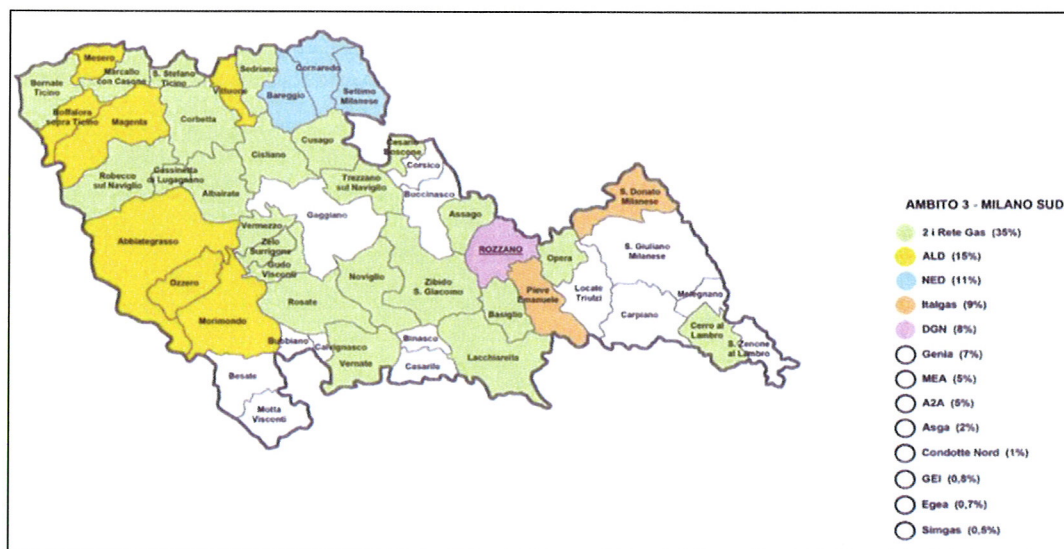 Mesero
Marcallo
con Casone
S. Stefano
Ticino
Bernate
Ticino
Boffalora
sopra Ticino
Magenta
Corbetta
Vittuone
Sedriano
Bareggio
Cornaredo
Settimo
Milanese
Cusago
Cisliano
Cesano
Boscone
Corsico
Robecco
sul Naviglio
Cassinetta
di Lugagnano
Albairate
Trezzano
sul Naviglio
Buccinasco
Gaggiano
Assago
Abbiategrasso
Vermezzo
Zelo
Surrigone
Gudo
Visconti
Ozzero
Morimondo
Rosate
Noviglio
Zibido
S. Giacomo
ROZZANO
Opera
Pieve
Emanuele
Basiglio
Locate
Triulzi
S. Donato
Milanese
S. Giuliano
Milanese
Melegnano
Carpiano
Cerro al
Lambro
S. Zenone
al Lambro
Bubbiano
Calvignasco
Vernate
Binasco
Casarile
Lacchiarella
Besate
Motta
Visconti
AMBITO 3 - MILANO SUD
2 i Rete Gas (35%)
ALD (15%)
NED (11%)
Italgas (9%)
DGN (8%)
Genia (7%)
MEA (5%)
A2A (5%)
Asga (2%)
Condotte Nord (1%)
GEI (0,8%)
Egea (0,7%)
Simgas (0,5%)